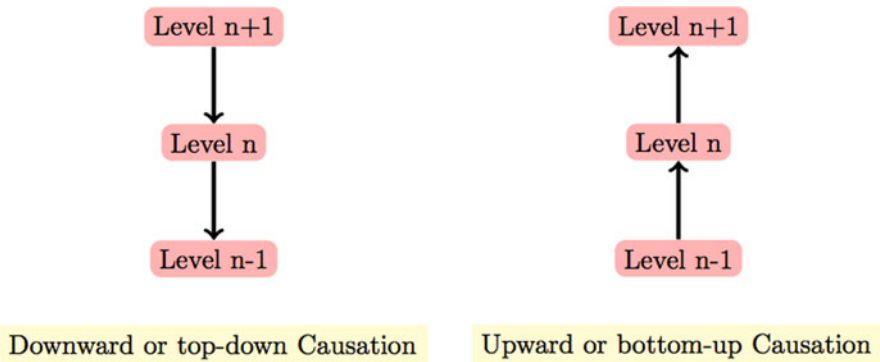 Level n+1
Level n
Level n-1
Downward or top-down Causation
Level n+1
Level n
Level n-1
Upward or bottom-up Causation